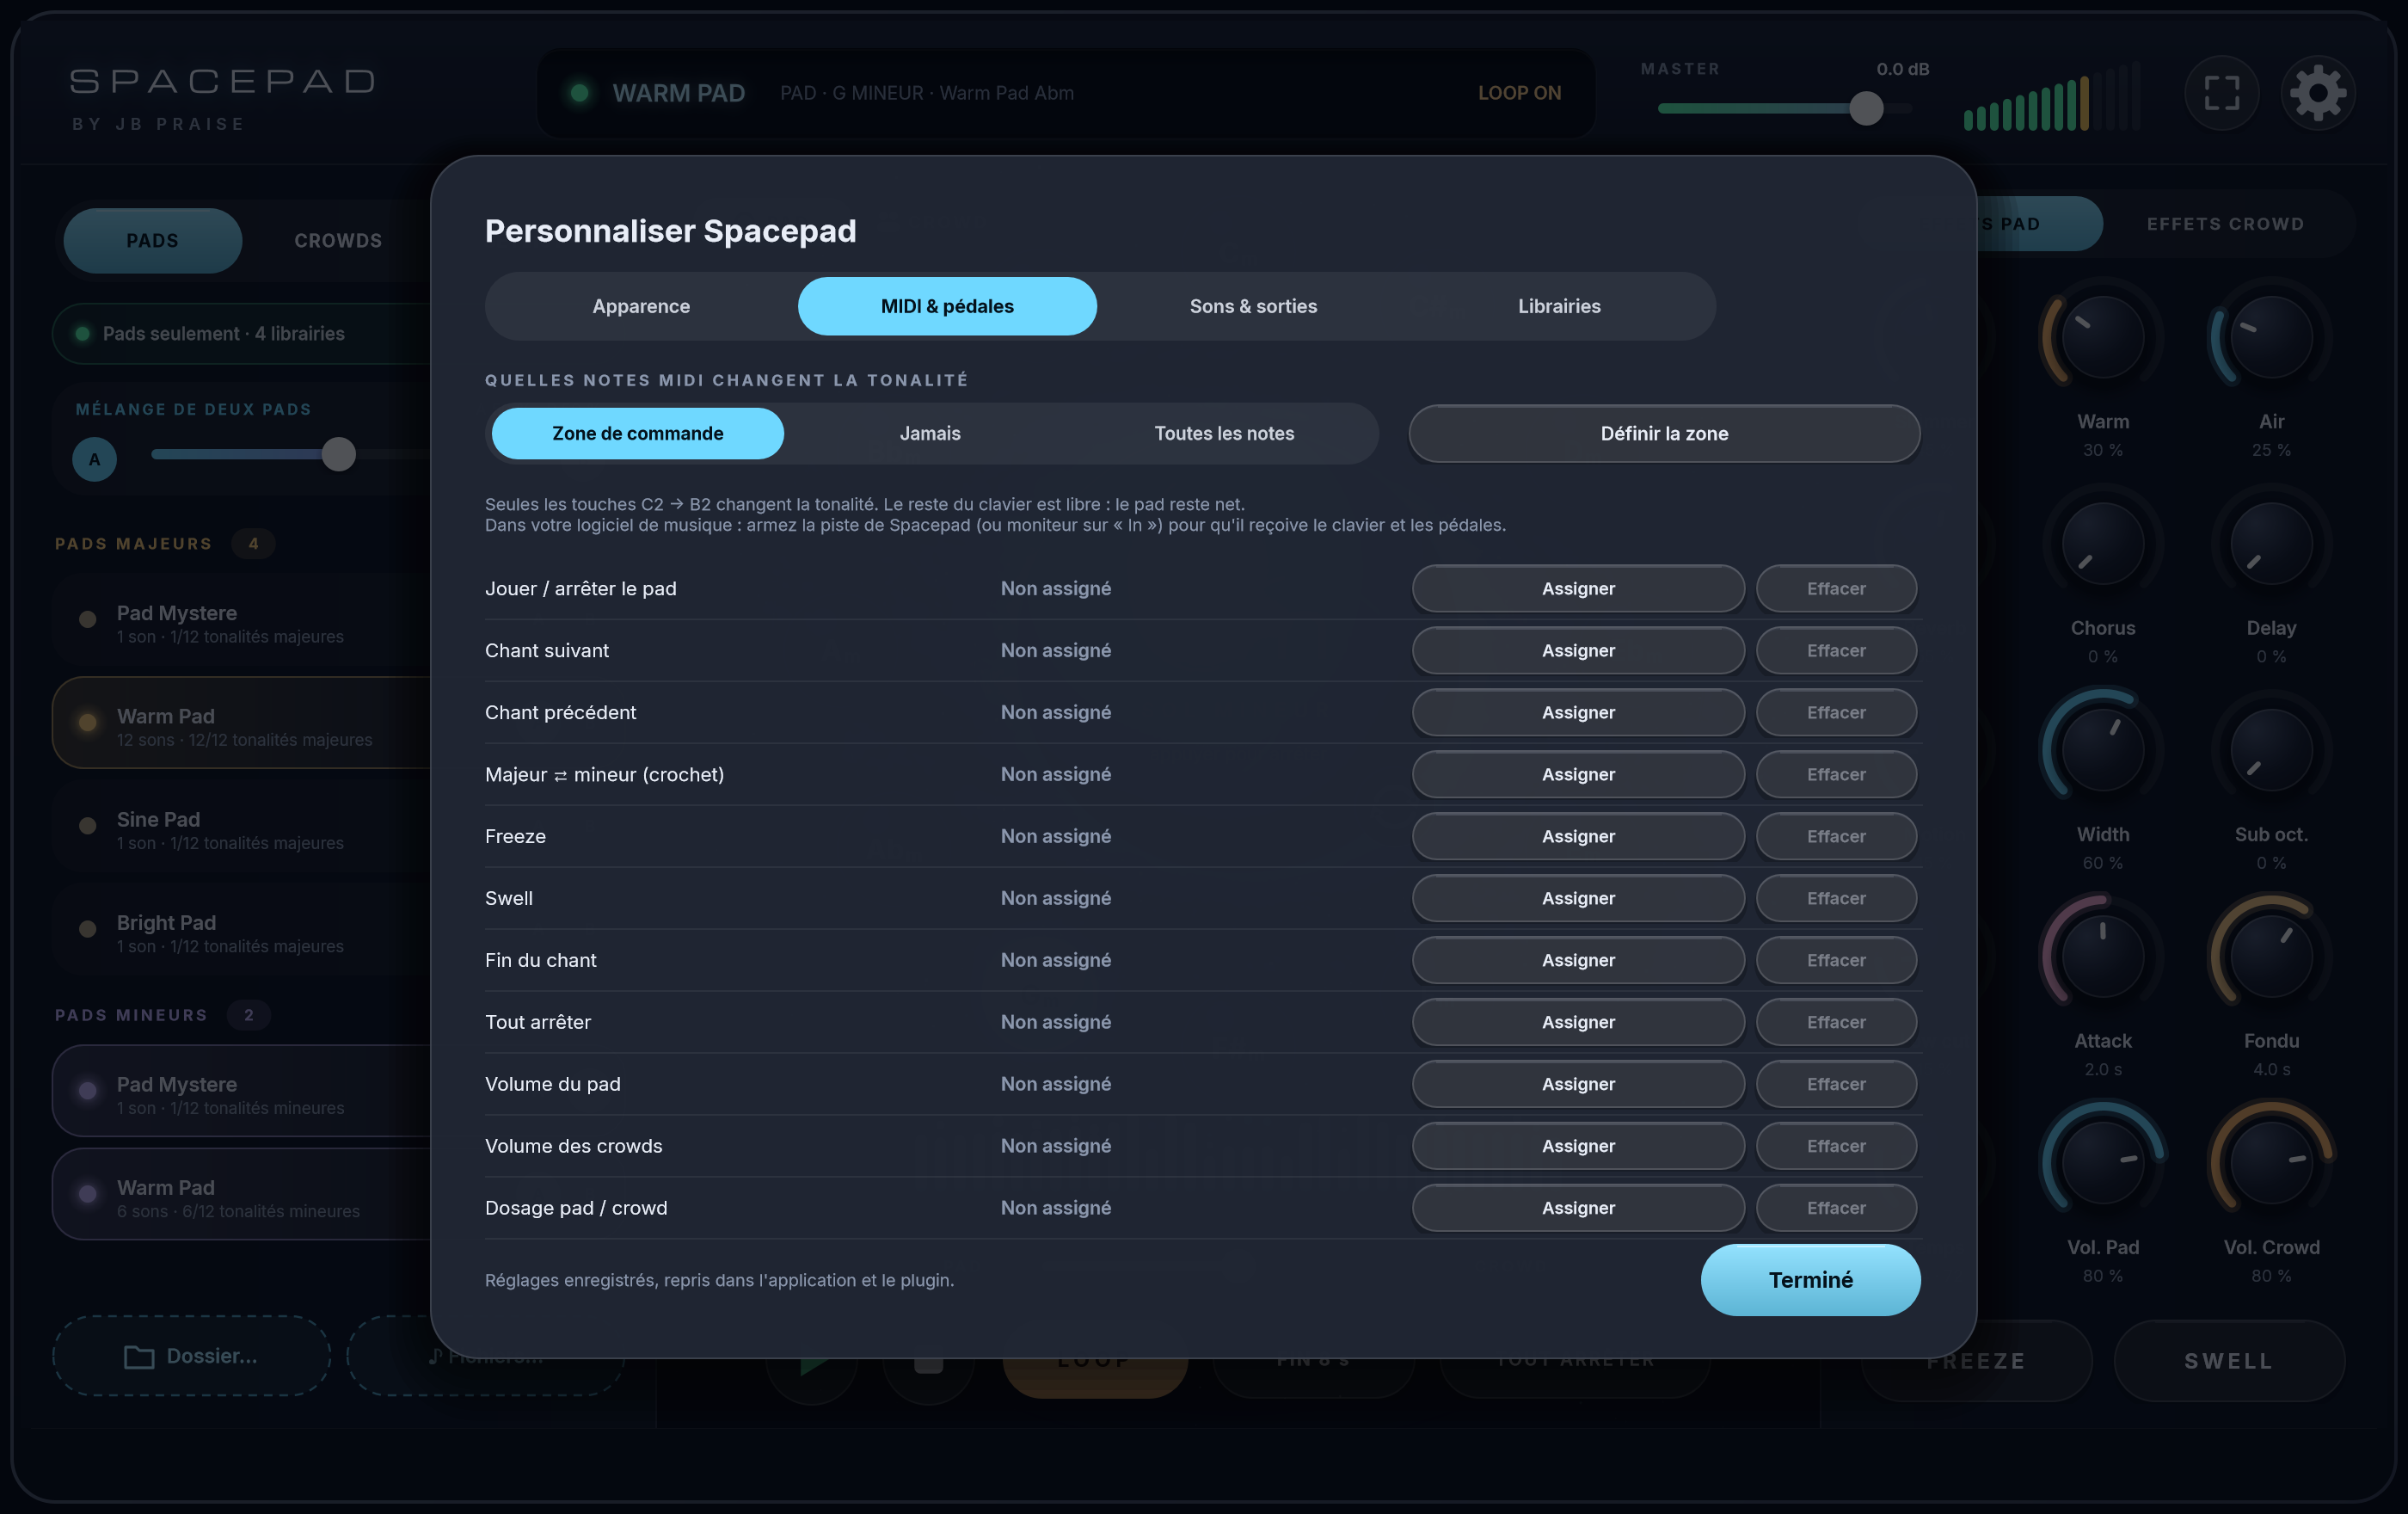 SPACEPAD
BY JB PRAISE
WARM PAD
PAD · G MINEUR · Warm Pad Abm
LOOP ON
MASTER
0.0 dB
PADS
CROWDS
Pads seulement · 4 librairies
MÉLANGE DE DEUX PADS
A
PADS MAJEURS 4
Pad Mystere
1 son · 1/12 tonalités majeures
Warm Pad
12 sons · 12/12 tonalités majeures
Sine Pad
1 son · 1/12 tonalités majeures
Bright Pad
1 son · 1/12 tonalités majeures
PADS MINEURS 2
Pad Mystere
1 son · 1/12 tonalités mineures
Warm Pad
6 sons · 6/12 tonalités mineures
Dossier...
Personnaliser Spacepad
Apparence
MIDI & pédales
Sons & sorties
Librairies
QUELLES NOTES MIDI CHANGENT LA TONALITÉ
Zone de commande
Jamais
Toutes les notes
Définir la zone
Seules les touches C2 → B2 changent la tonalité. Le reste du clavier est libre : le pad reste net.
Dans votre logiciel de musique : armez la piste de Spacepad (ou moniteur sur « In ») pour qu'il reçoive le clavier et les pédales.
Jouer / arrêter le pad Non assigné Assigner Effacer
Chant suivant Non assigné Assigner Effacer
Chant précédent Non assigné Assigner Effacer
Majeur ⇄ mineur (crochet) Non assigné Assigner Effacer
Freeze Non assigné Assigner Effacer
Swell Non assigné Assigner Effacer
Fin du chant Non assigné Assigner Effacer
Tout arrêter Non assigné Assigner Effacer
Volume du pad Non assigné Assigner Effacer
Volume des crowds Non assigné Assigner Effacer
Dosage pad / crowd Non assigné Assigner Effacer
Réglages enregistrés, repris dans l'application et le plugin.
Terminé
LOOP
FIN 8 s
TOUT ARRÊTER
PAD
EFFETS CROWD
Warm Air
30 % 25 %
Chorus Delay
0 % 0 %
Width Sub oct.
60 % 0 %
Attack Fondu
2.0 s 4.0 s
Vol. Pad Vol. Crowd
80 % 80 %
FREEZE
SWELL